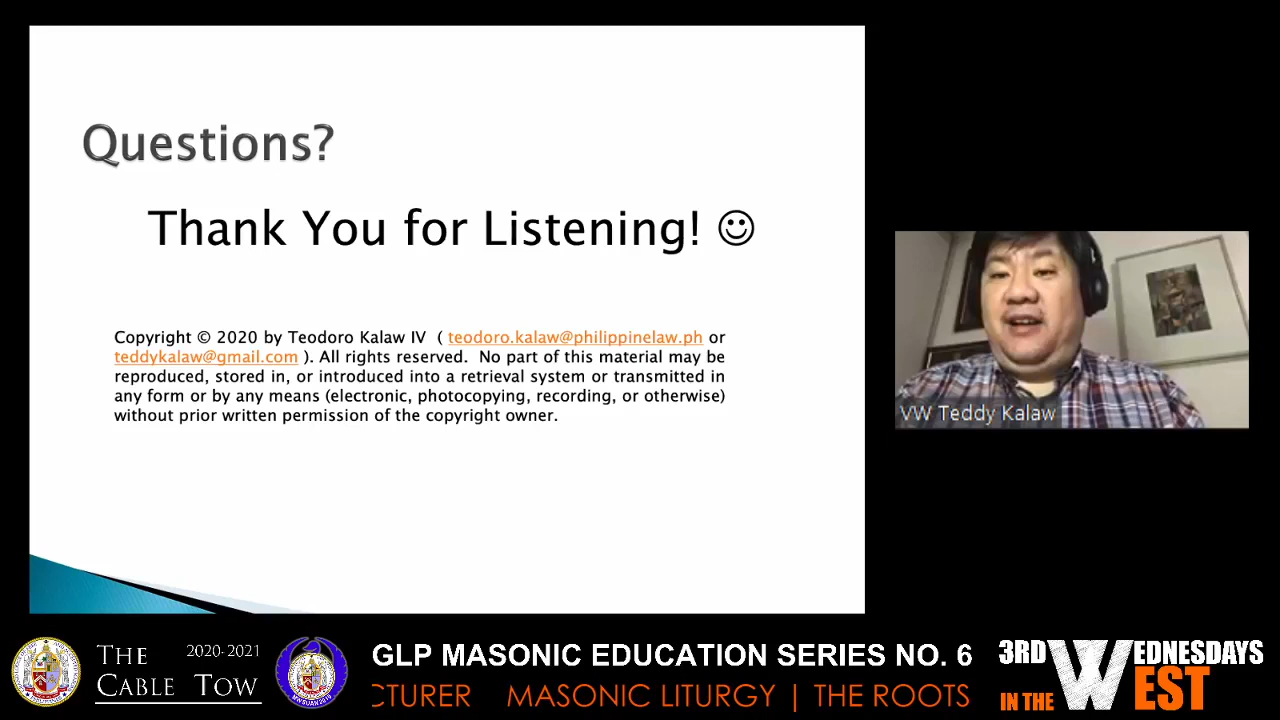 Questions?
Thank You for Listening! ☺
Copyright © 2020 by Teodoro Kalaw IV ( teodoro.kalaw@philippinelaw.ph or
teddykalaw@gmail.com ). All rights reserved. No part of this material may be
reproduced, stored in, or introduced into a retrieval system or transmitted in
any form or by any means (electronic, photocopying, recording, or otherwise)
without prior written permission of the copyright owner.
VW Teddy Kalaw
THE 2020-2021
CABLE TOW
GLP MASONIC EDUCATION SERIES NO. 6
CTURER MASONIC LITURGY | THE ROOTS
3RD WEDNESDAYS
IN THE WEST